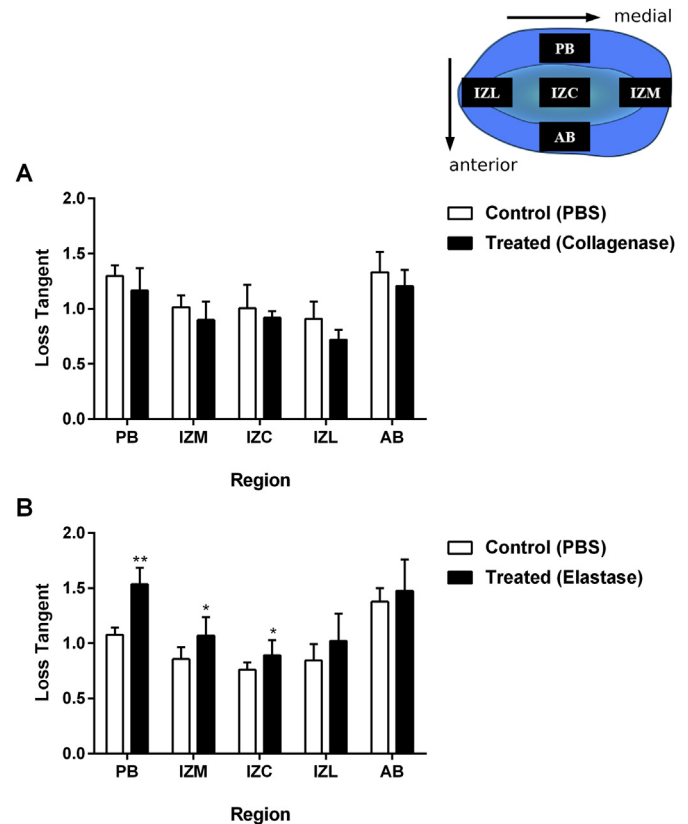 medial
PB
IZL IZC IZM
AB
anterior
A
2.0
1.5
1.0
0.5
0.0
Loss Tangent
PB IZM IZC IZL AB
Region
Control (PBS)
Treated (Collagenase)
B
2.0
1.5
1.0
0.5
0.0
Loss Tangent
** * *
PB IZM IZC IZL AB
Region
Control (PBS)
Treated (Elastase)